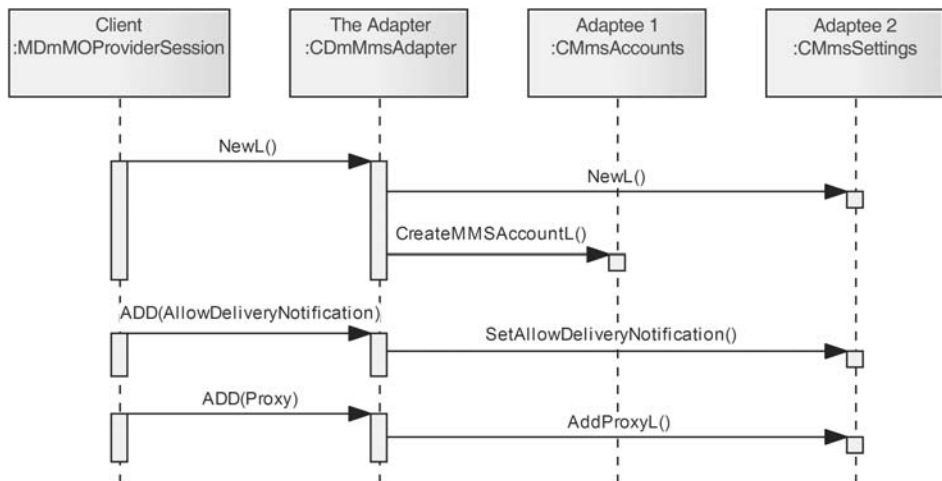 Client
:MDmMOProviderSession
The Adapter
:CDmMmsAdapter
Adaptee 1
:CMmsAccounts
Adaptee 2
:CMmsSettings
NewL()
NewL()
CreateMMSAccountL()
ADD(AllowDeliveryNotification)
SetAllowDeliveryNotification()
ADD(Proxy)
AddProxyL()